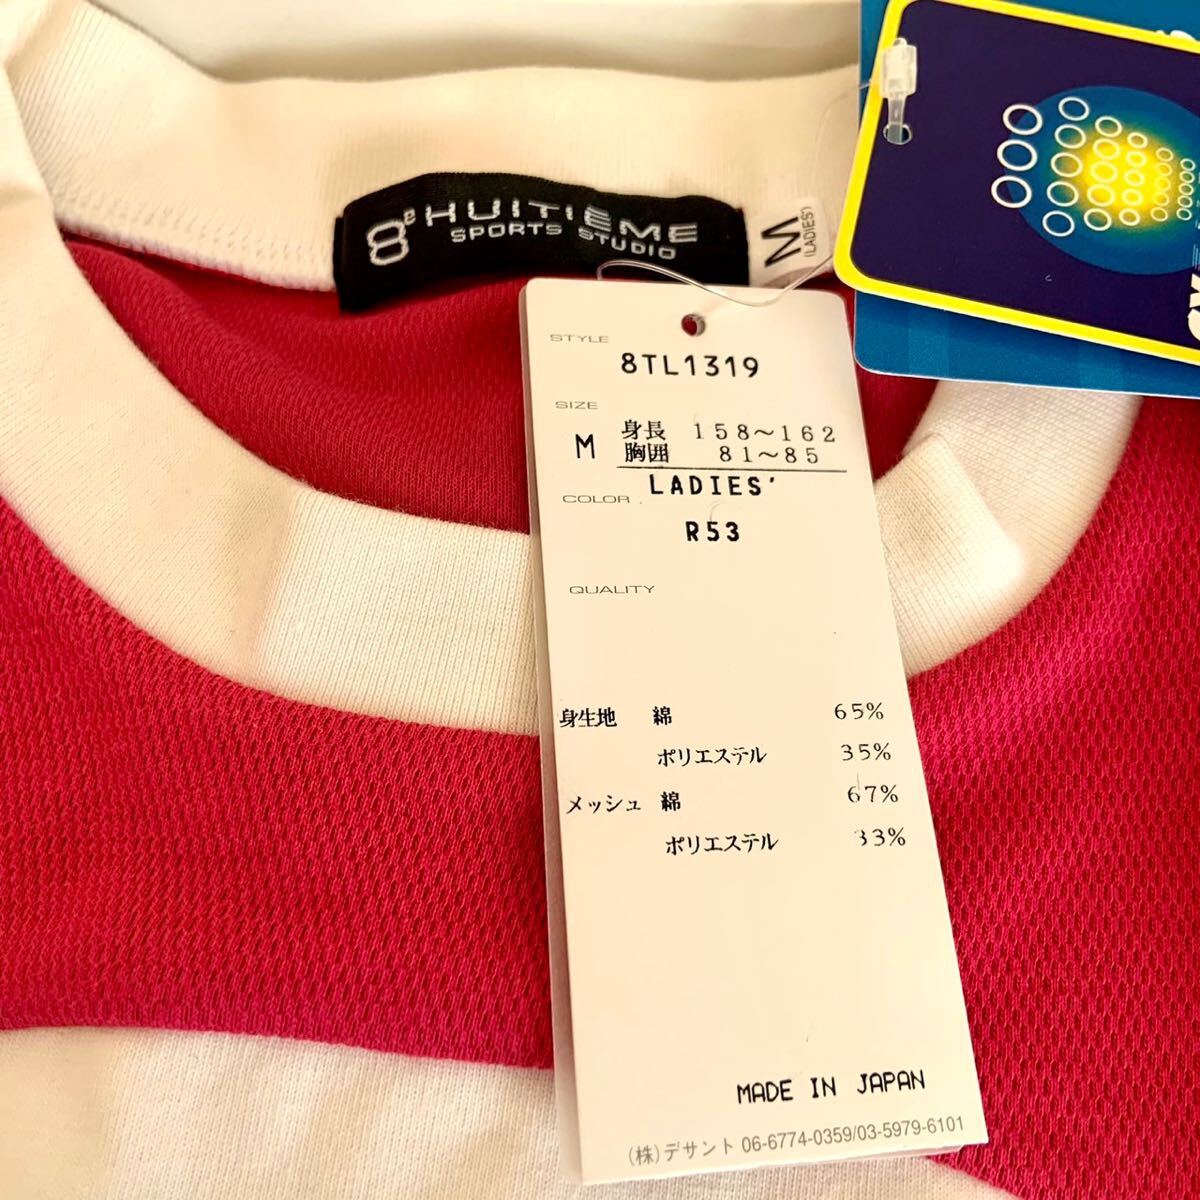 8e HUITIEME
SPORTS STUDIO
M
(LADIES')
STYLE
8TL1319
SIZE
M
身長 158～162
胸囲 81～85
LADIES'
COLOR
R53
QUALITY
身生地 綿 65%
ポリエステル 35%
メッシュ 綿 67%
ポリエステル 33%
MADE IN JAPAN
(株)デサント 06-6774-0359/03-5979-6101